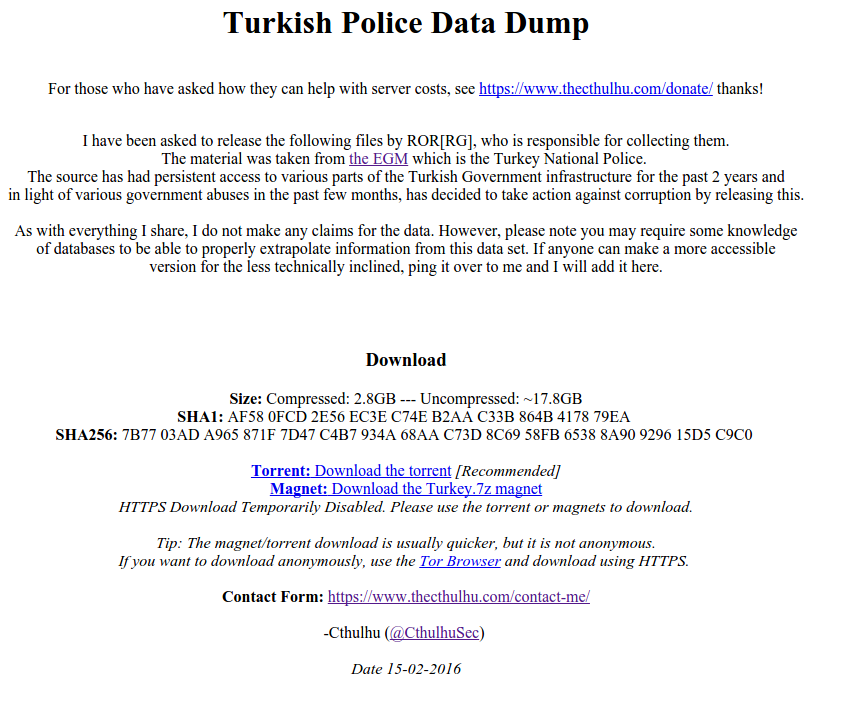 Turkish Police Data Dump
For those who have asked how they can help with server costs, see https://www.thecthulhu.com/donate/ thanks!
I have been asked to release the following files by ROR[RG], who is responsible for collecting them.
The material was taken from the EGM which is the Turkey National Police.
The source has had persistent access to various parts of the Turkish Government infrastructure for the past 2 years and
in light of various government abuses in the past few months, has decided to take action against corruption by releasing this.
As with everything I share, I do not make any claims for the data. However, please note you may require some knowledge
of databases to be able to properly extrapolate information from this data set. If anyone can make a more accessible
version for the less technically inclined, ping it over to me and I will add it here.
Download
Size: Compressed: 2.8GB --- Uncompressed: ~17.8GB
SHA1: AF58 0FCD 2E56 EC3E C74E B2AA C33B 864B 4178 79EA
SHA256: 7B77 03AD A965 871F 7D47 C4B7 934A 68AA C73D 8C69 58FB 6538 8A90 9296 15D5 C9C0
Torrent: Download the torrent [Recommended]
Magnet: Download the Turkey.7z magnet
HTTPS Download Temporarily Disabled. Please use the torrent or magnets to download.
Tip: The magnet/torrent download is usually quicker, but it is not anonymous.
If you want to download anonymously, use the Tor Browser and download using HTTPS.
Contact Form: https://www.thecthulhu.com/contact-me/
-Cthulhu (@CthulhuSec)
Date 15-02-2016